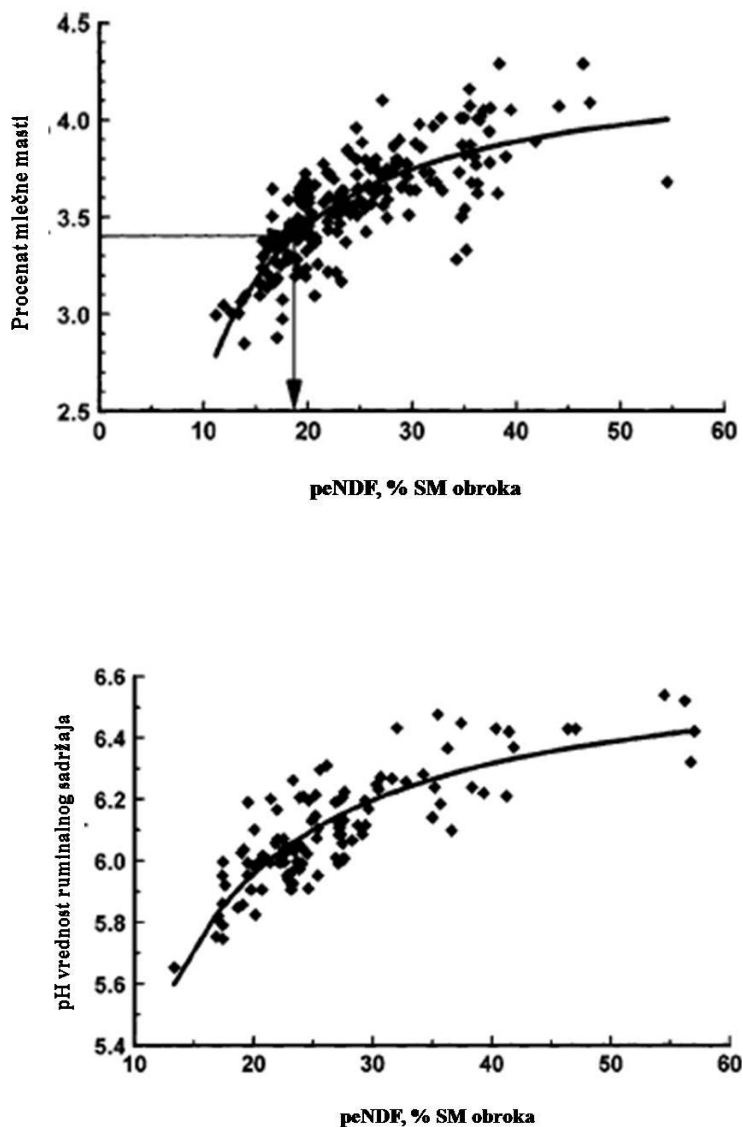 4.5
4.0
3.5
3.0
2.5
Procenat mlečne masti
0 10 20 30 40 50 60
peNDF, % SM obroka
6.6
6.4
6.2
6.0
5.8
5.6
5.4
pH vrednost ruminalnog sadržaja
10 20 30 40 50 60
peNDF, % SM obroka